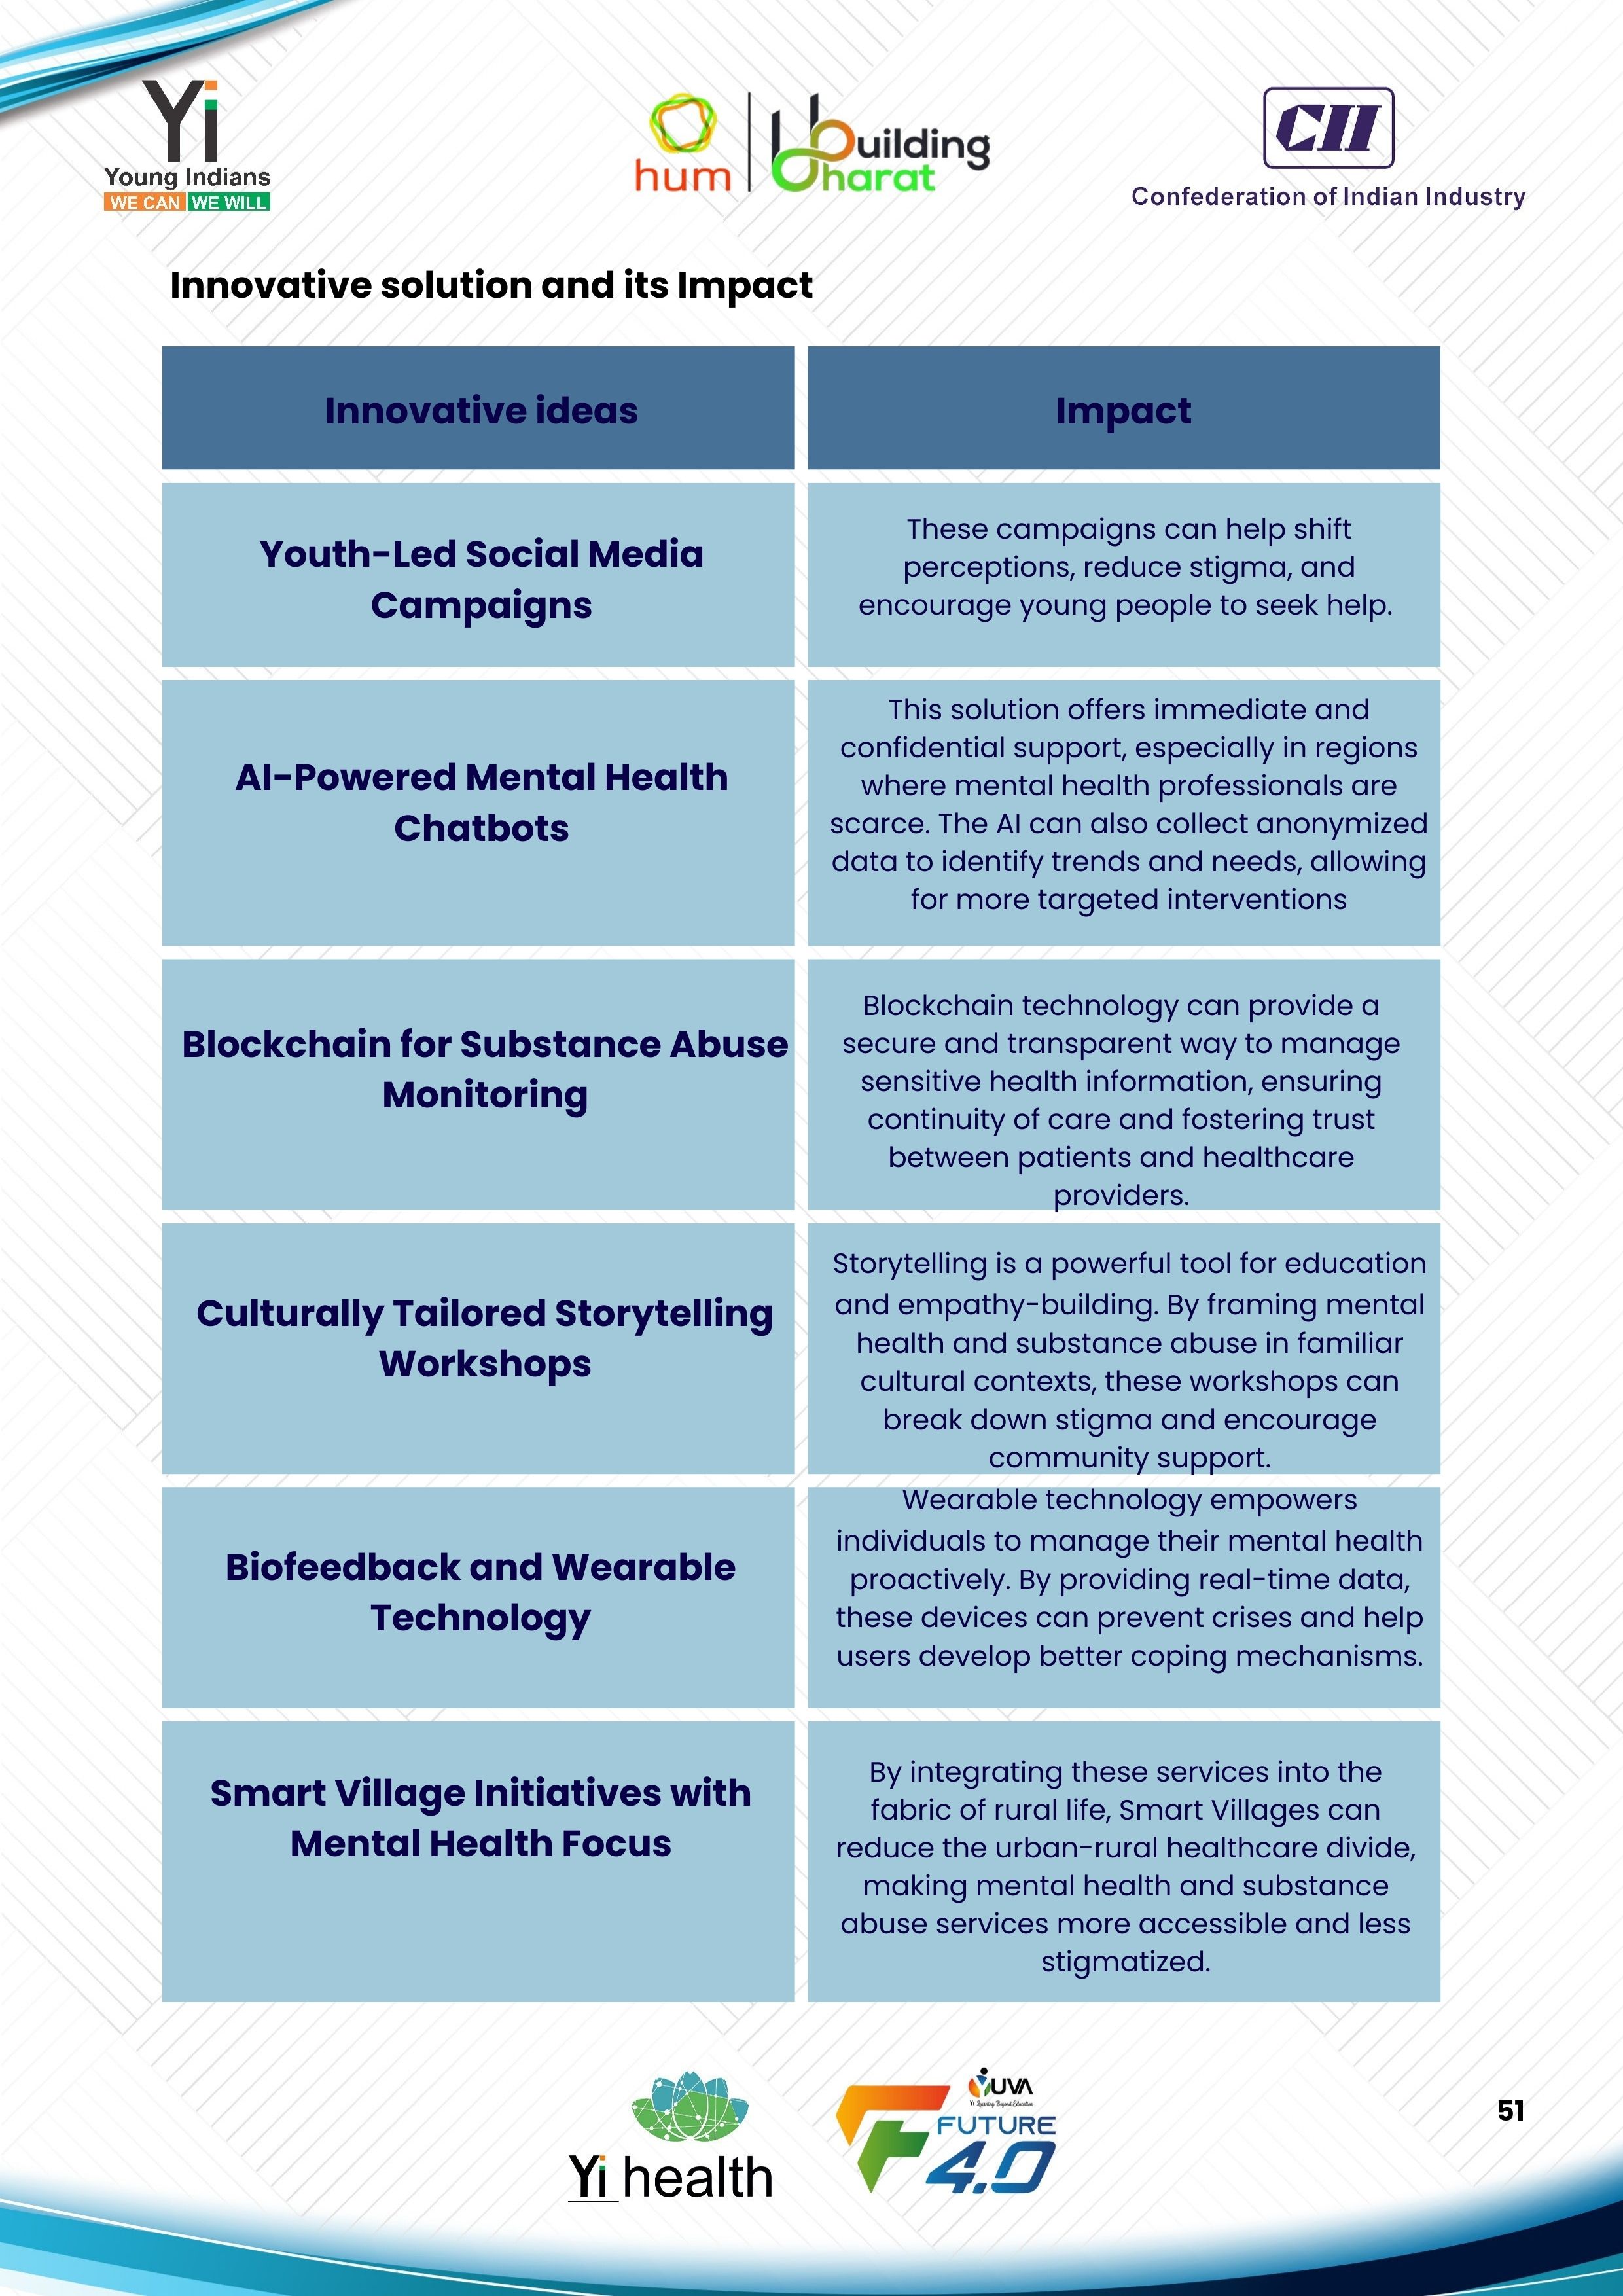 Yi
Young Indians
WE CAN WE WILL
hum
Building
Bharat
CII
Confederation of Indian Industry
Innovative solution and its Impact
Innovative ideas
Impact
Youth-Led Social Media
Campaigns
These campaigns can help shift
perceptions, reduce stigma, and
encourage young people to seek help.
AI-Powered Mental Health
Chatbots
This solution offers immediate and
confidential support, especially in regions
where mental health professionals are
scarce. The AI can also collect anonymized
data to identify trends and needs, allowing
for more targeted interventions
Blockchain for Substance Abuse
Monitoring
Blockchain technology can provide a
secure and transparent way to manage
sensitive health information, ensuring
continuity of care and fostering trust
between patients and healthcare
providers.
Culturally Tailored Storytelling
Workshops
Storytelling is a powerful tool for education
and empathy-building. By framing mental
health and substance abuse in familiar
cultural contexts, these workshops can
break down stigma and encourage
community support.
Biofeedback and Wearable
Technology
Wearable technology empowers
individuals to manage their mental health
proactively. By providing real-time data,
these devices can prevent crises and help
users develop better coping mechanisms.
Smart Village Initiatives with
Mental Health Focus
By integrating these services into the
fabric of rural life, Smart Villages can
reduce the urban-rural healthcare divide,
making mental health and substance
abuse services more accessible and less
stigmatized.
Yi health
YUVA
Yi Learning Beyond Education
FUTURE
4.0
51